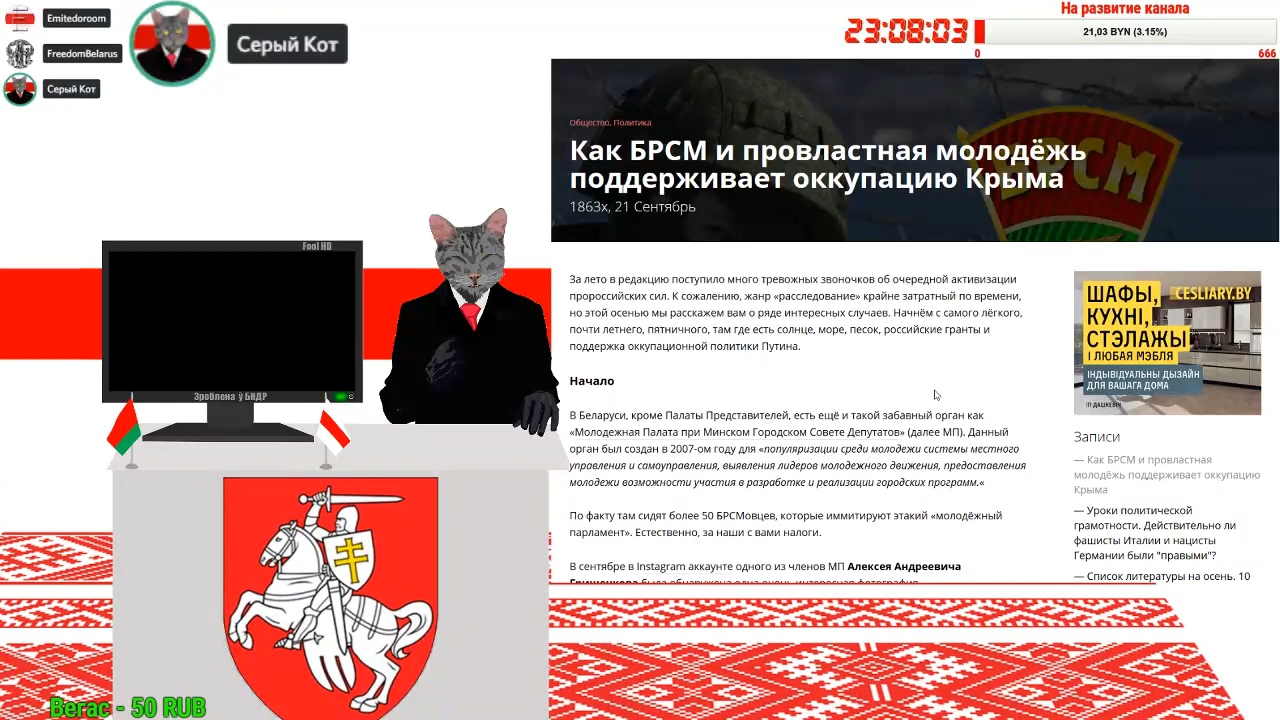 Emitedoroom
FreedomBelarus
Серый Кот
Серый Кот
23:08:03
На развитие канала
21,03 BYN (3.15%)
0
666
Общество, Политика
Как БРСМ и провластная молодёжь
поддерживает оккупацию Крыма
1863x, 21 Сентябрь
БРСМ
За лето в редакцию поступило много тревожных звоночков об очередной активизации
пророссийских сил. К сожалению, жанр «расследование» крайне затратный по времени,
но этой осенью мы расскажем вам о ряде интересных случаев. Начнём с самого лёгкого,
почти летнего, пятничного, там где есть солнце, море, песок, российские гранты и
поддержка оккупационной политики Путина.
Начало
В Беларуси, кроме Палаты Представителей, есть ещё и такой забавный орган как
«Молодежная Палата при Минском Городском Совете Депутатов» (далее МП). Данный
орган был создан в 2007-ом году для «популяризации среди молодежи системы местного
управления и самоуправления, выявления лидеров молодежного движения, предоставления
молодежи возможности участия в разработке и реализации городских программ.«
По факту там сидят более 50 БРСМовцев, которые иммитируют этакий «молодёжный
парламент». Естественно, за наши с вами налоги.
В сентябре в Instagram аккаунте одного из членов МП Алексея Андреевича
ШАФЫ,
КУХНІ,
СТЭЛАЖЫ
І ЛЮБАЯ МЭБЛЯ
CESLIARY.BY
ІНДЫВІДУАЛЬНЫ ДЫЗАЙН
ДЛЯ ВАШАГА ДОМА
ІП ДАШКЕВІЧ
Записи
— Как БРСМ и провластная
молодёжь поддерживает оккупацию
Крыма
— Уроки политической
грамотности. Действительно ли
фашисты Италии и нацисты
Германии были "правыми"?
— Список литературы на осень. 10
Fool HD
Зроблена ў БНДР
Вегас - 50 RUB